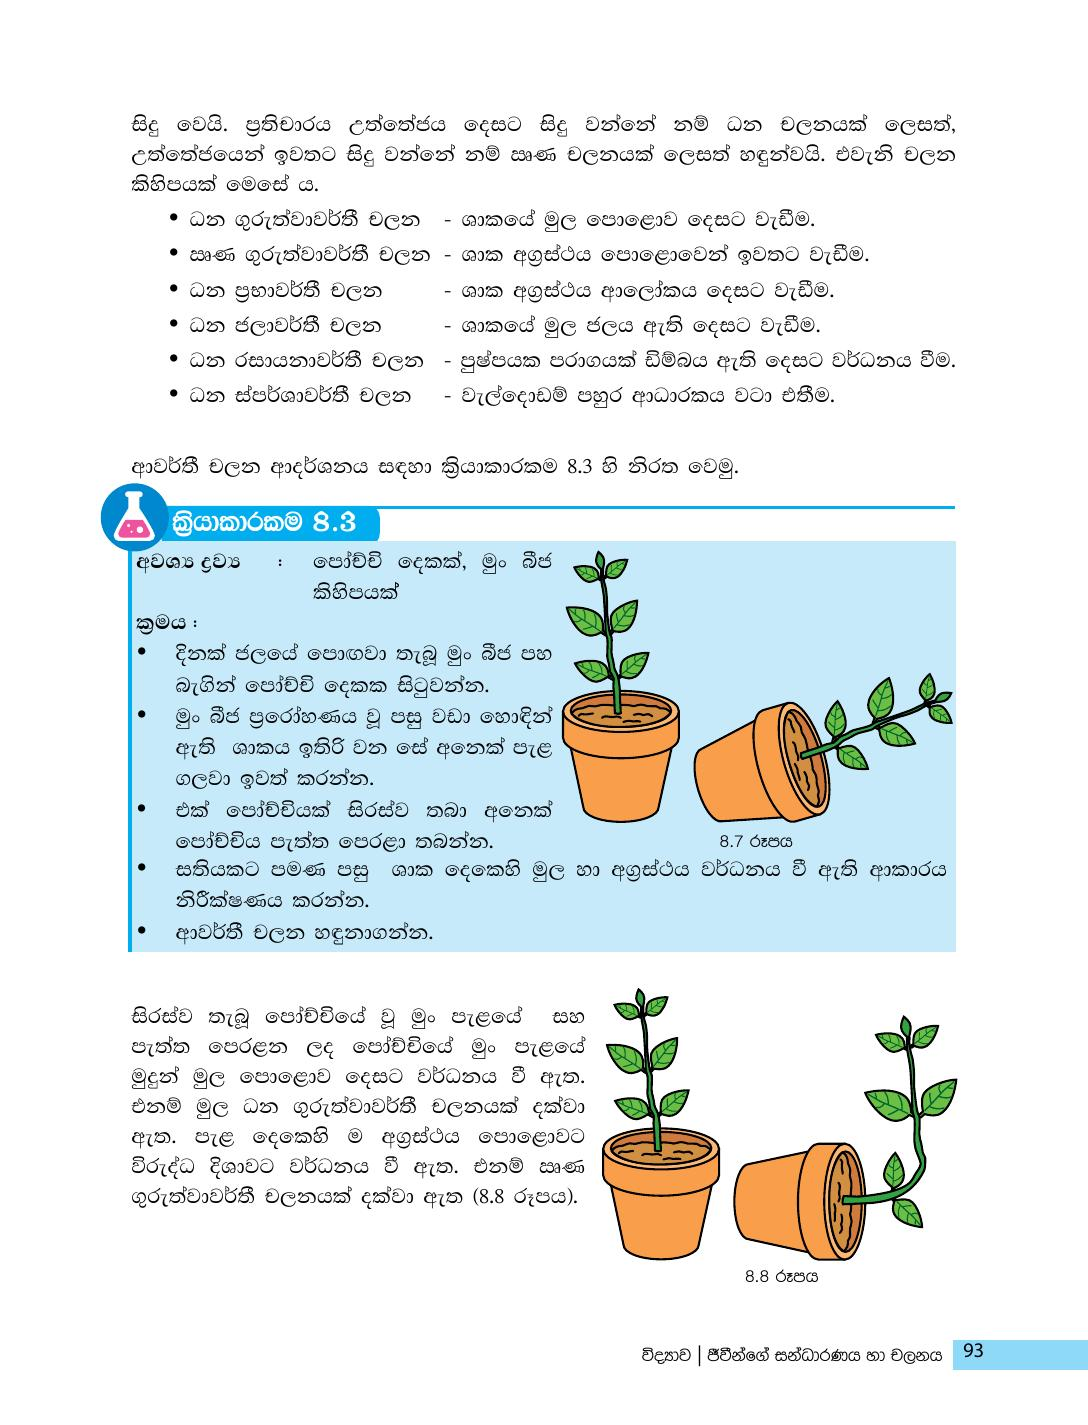 සිදු වෙයි. ප්‍රතිචාරය උත්තේජය දෙසට සිදු වන්නේ නම් ධන චලනයක් ලෙසත්,
උත්තේජයෙන් ඉවතට සිදු වන්නේ නම් ඍණ චලනයක් ලෙසත් හඳුන්වයි. එවැනි චලන
කිහිපයක් මෙසේ ය.
• ධන ගුරුත්වාවර්තී චලන - ශාකයේ මුල පොළොව දෙසට වැඩීම.
• ඍණ ගුරුත්වාවර්තී චලන - ශාක අග්‍රස්ථය පොළොවෙන් ඉවතට වැඩීම.
• ධන ප්‍රභාවර්තී චලන - ශාක අග්‍රස්ථය ආලෝකය දෙසට වැඩීම.
• ධන ජලාවර්තී චලන - ශාකයේ මුල ජලය ඇති දෙසට වැඩීම.
• ධන රසායනාවර්තී චලන - පුෂ්පයක පරාගයක් ඩිම්බය ඇති දෙසට වර්ධනය වීම.
• ධන ස්පර්ශාවර්තී චලන - වැල්දොඩම් පහුර ආධාරකය වටා එතීම.
ආවර්තී චලන ආදර්ශනය සඳහා ක්‍රියාකාරකම 8.3 හි නිරත වෙමු.
ක්‍රියාකාරකම 8.3
අවශ්‍ය ද්‍රව්‍ය : පෝච්චි දෙකක්, මුං බීජ
කිහිපයක්
ක්‍රමය :
• දිනක් ජලයේ පොඟවා තැබූ මුං බීජ පහ
බැගින් පෝච්චි දෙකක සිටුවන්න.
• මුං බීජ ප්‍රරෝහණය වූ පසු වඩා හොඳින්
ඇති ශාකය ඉතිරි වන සේ අනෙක් පැළ
ගලවා ඉවත් කරන්න.
• එක් පෝච්චියක් සිරස්ව තබා අනෙක්
පෝච්චිය පැත්ත පෙරළා තබන්න.
8.7 රූපය
• සතියකට පමණ පසු ශාක දෙකෙහි මුල හා අග්‍රස්ථය වර්ධනය වී ඇති ආකාරය
නිරීක්ෂණය කරන්න.
• ආවර්තී චලන හඳුනාගන්න.
සිරස්ව තැබූ පෝච්චියේ වූ මුං පැළයේ සහ
පැත්ත පෙරළන ලද පෝච්චියේ මුං පැළයේ
මුදුන් මුල පොළොව දෙසට වර්ධනය වී ඇත.
එනම් මුල ධන ගුරුත්වාවර්තී චලනයක් දක්වා
ඇත. පැළ දෙකෙහි ම අග්‍රස්ථය පොළොවට
විරුද්ධ දිශාවට වර්ධනය වී ඇත. එනම් ඍණ
ගුරුත්වාවර්තී චලනයක් දක්වා ඇත (8.8 රූපය).
8.8 රූපය
විද්‍යාව | ජීවීන්ගේ සන්ධාරණය හා චලනය 93